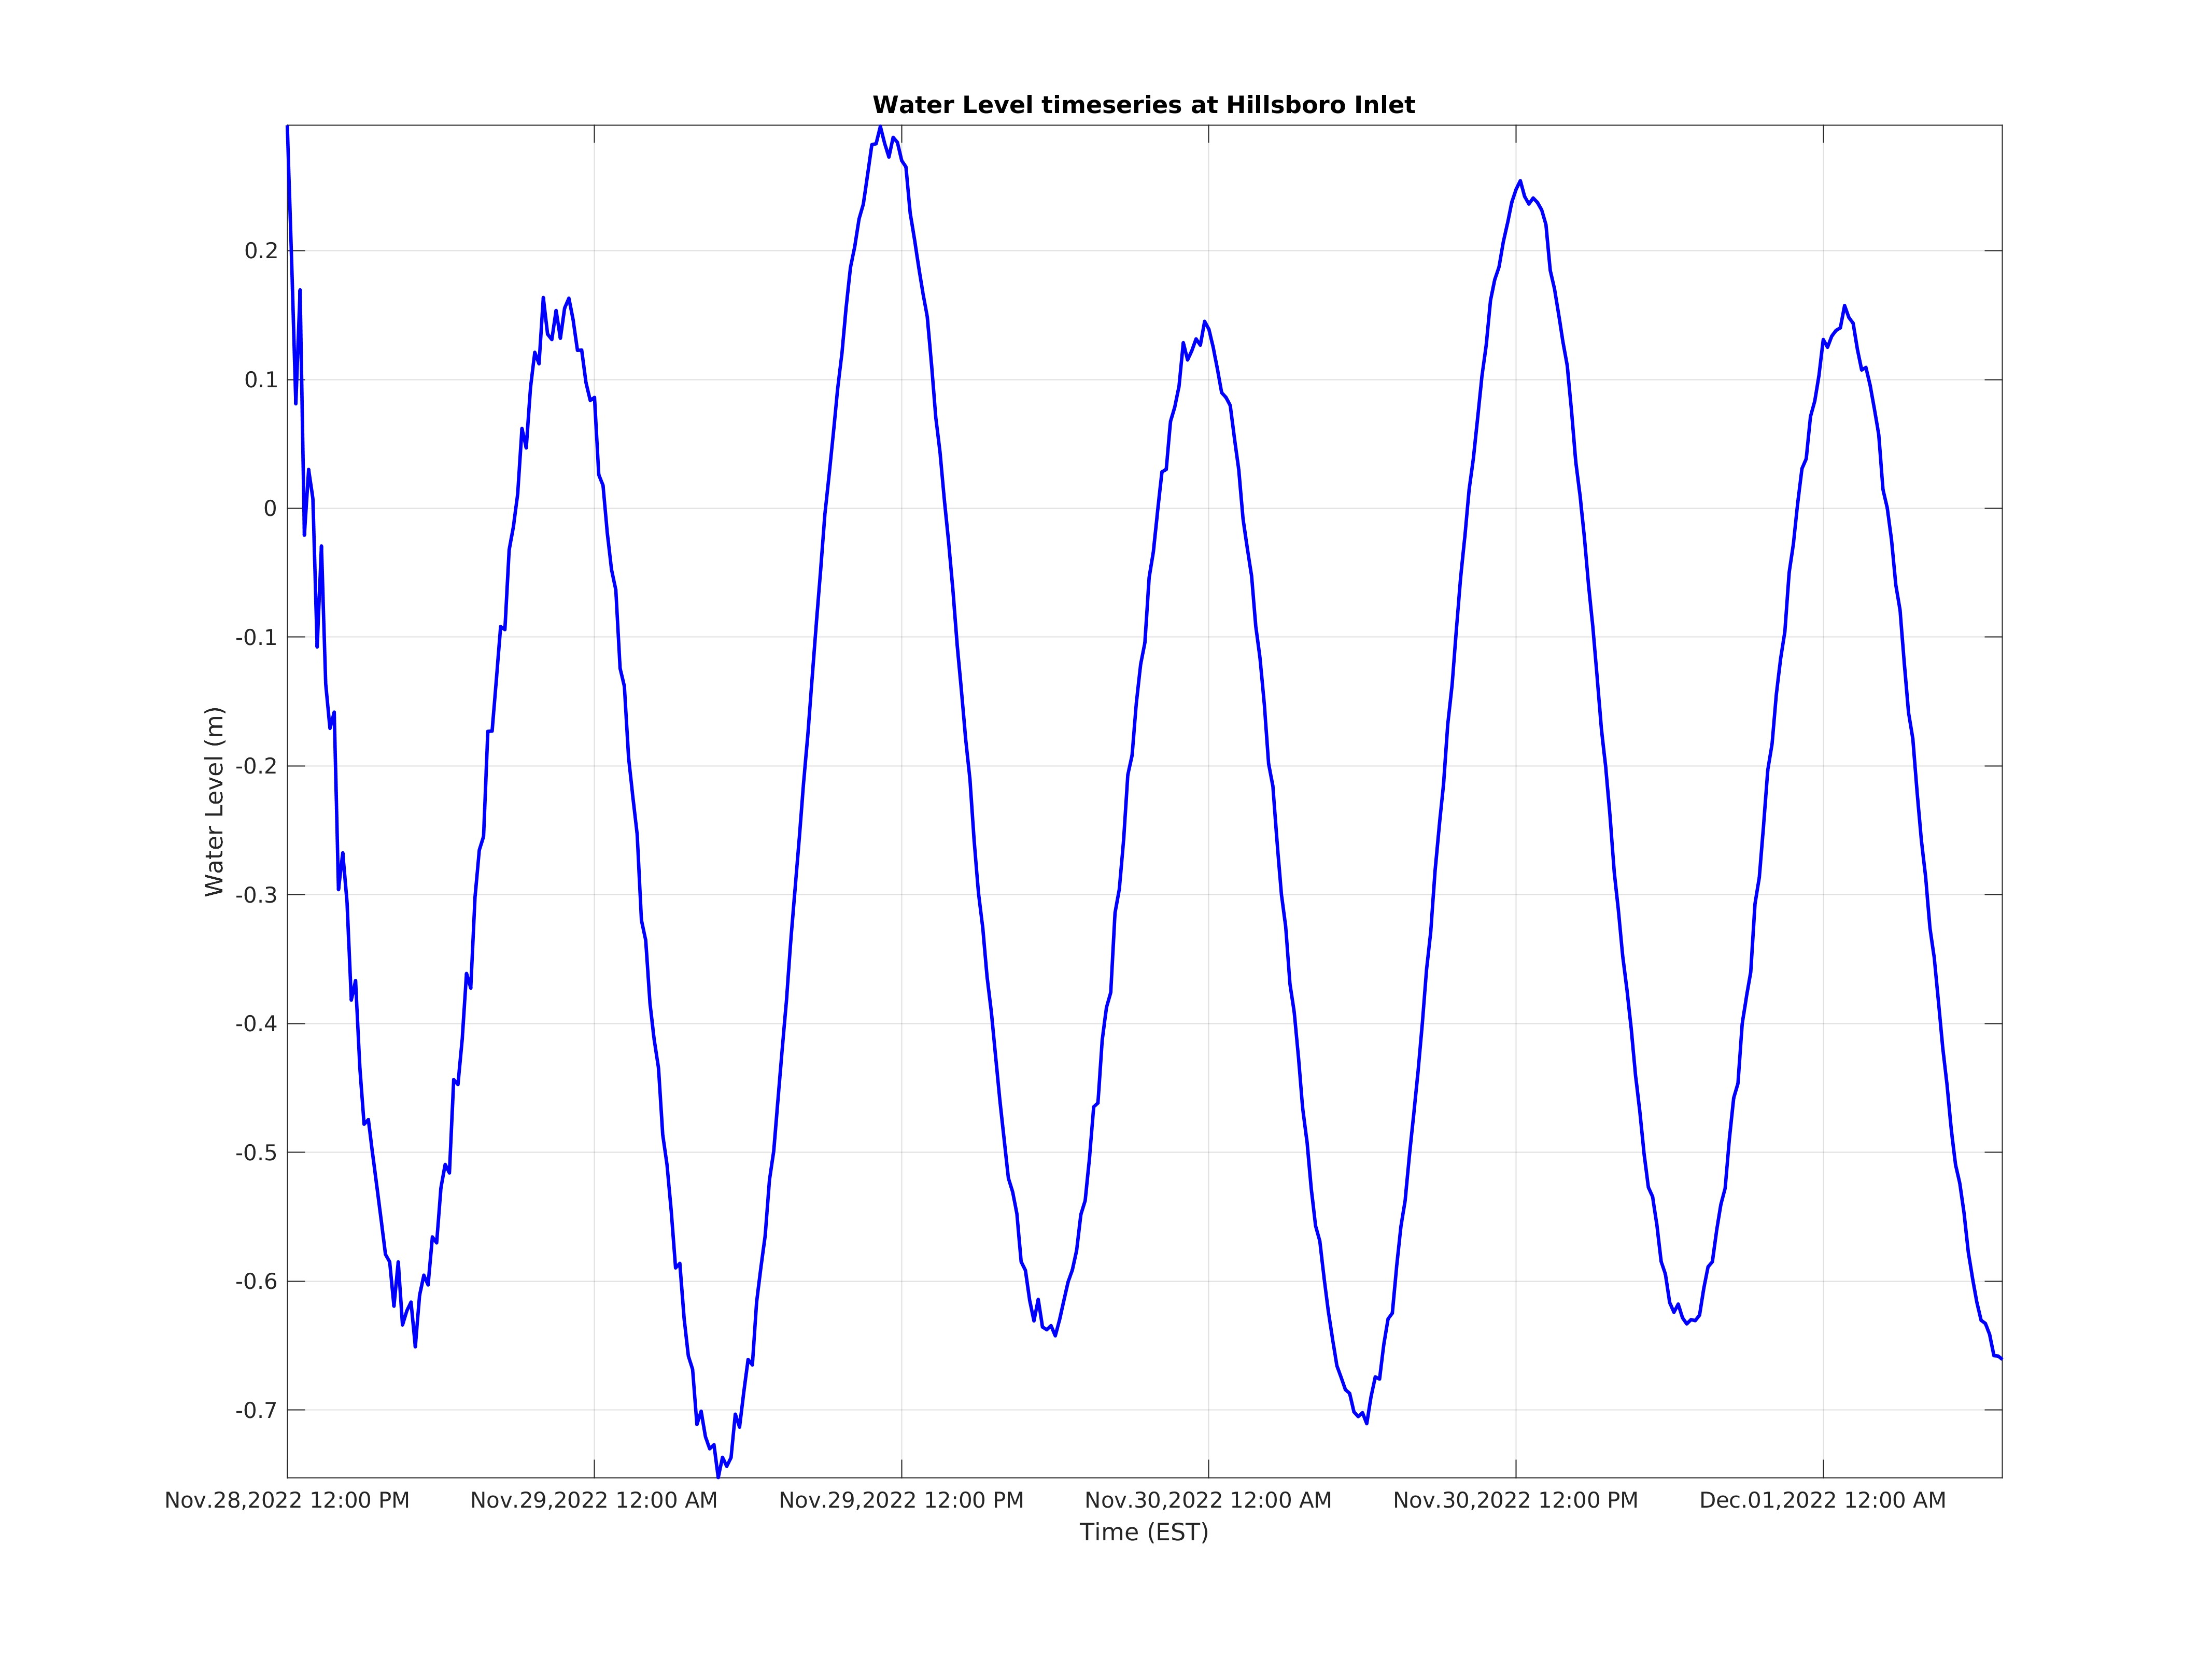 Water Level timeseries at Hillsboro Inlet
0.2
0.1
0
-0.1
-0.2
-0.3
-0.4
-0.5
-0.6
-0.7
Water Level (m)
Nov.28,2022 12:00 PM Nov.29,2022 12:00 AM Nov.29,2022 12:00 PM Nov.30,2022 12:00 AM Nov.30,2022 12:00 PM Dec.01,2022 12:00 AM
Time (EST)